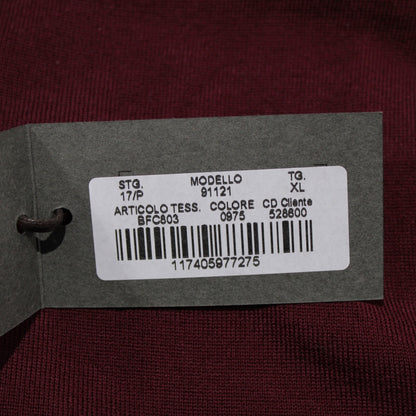 STG. MODELLO TG.
17/P 91121 XL
ARTICOLO TESS. COLORE CD Cliente
BFC803 0975 528600
117405977275